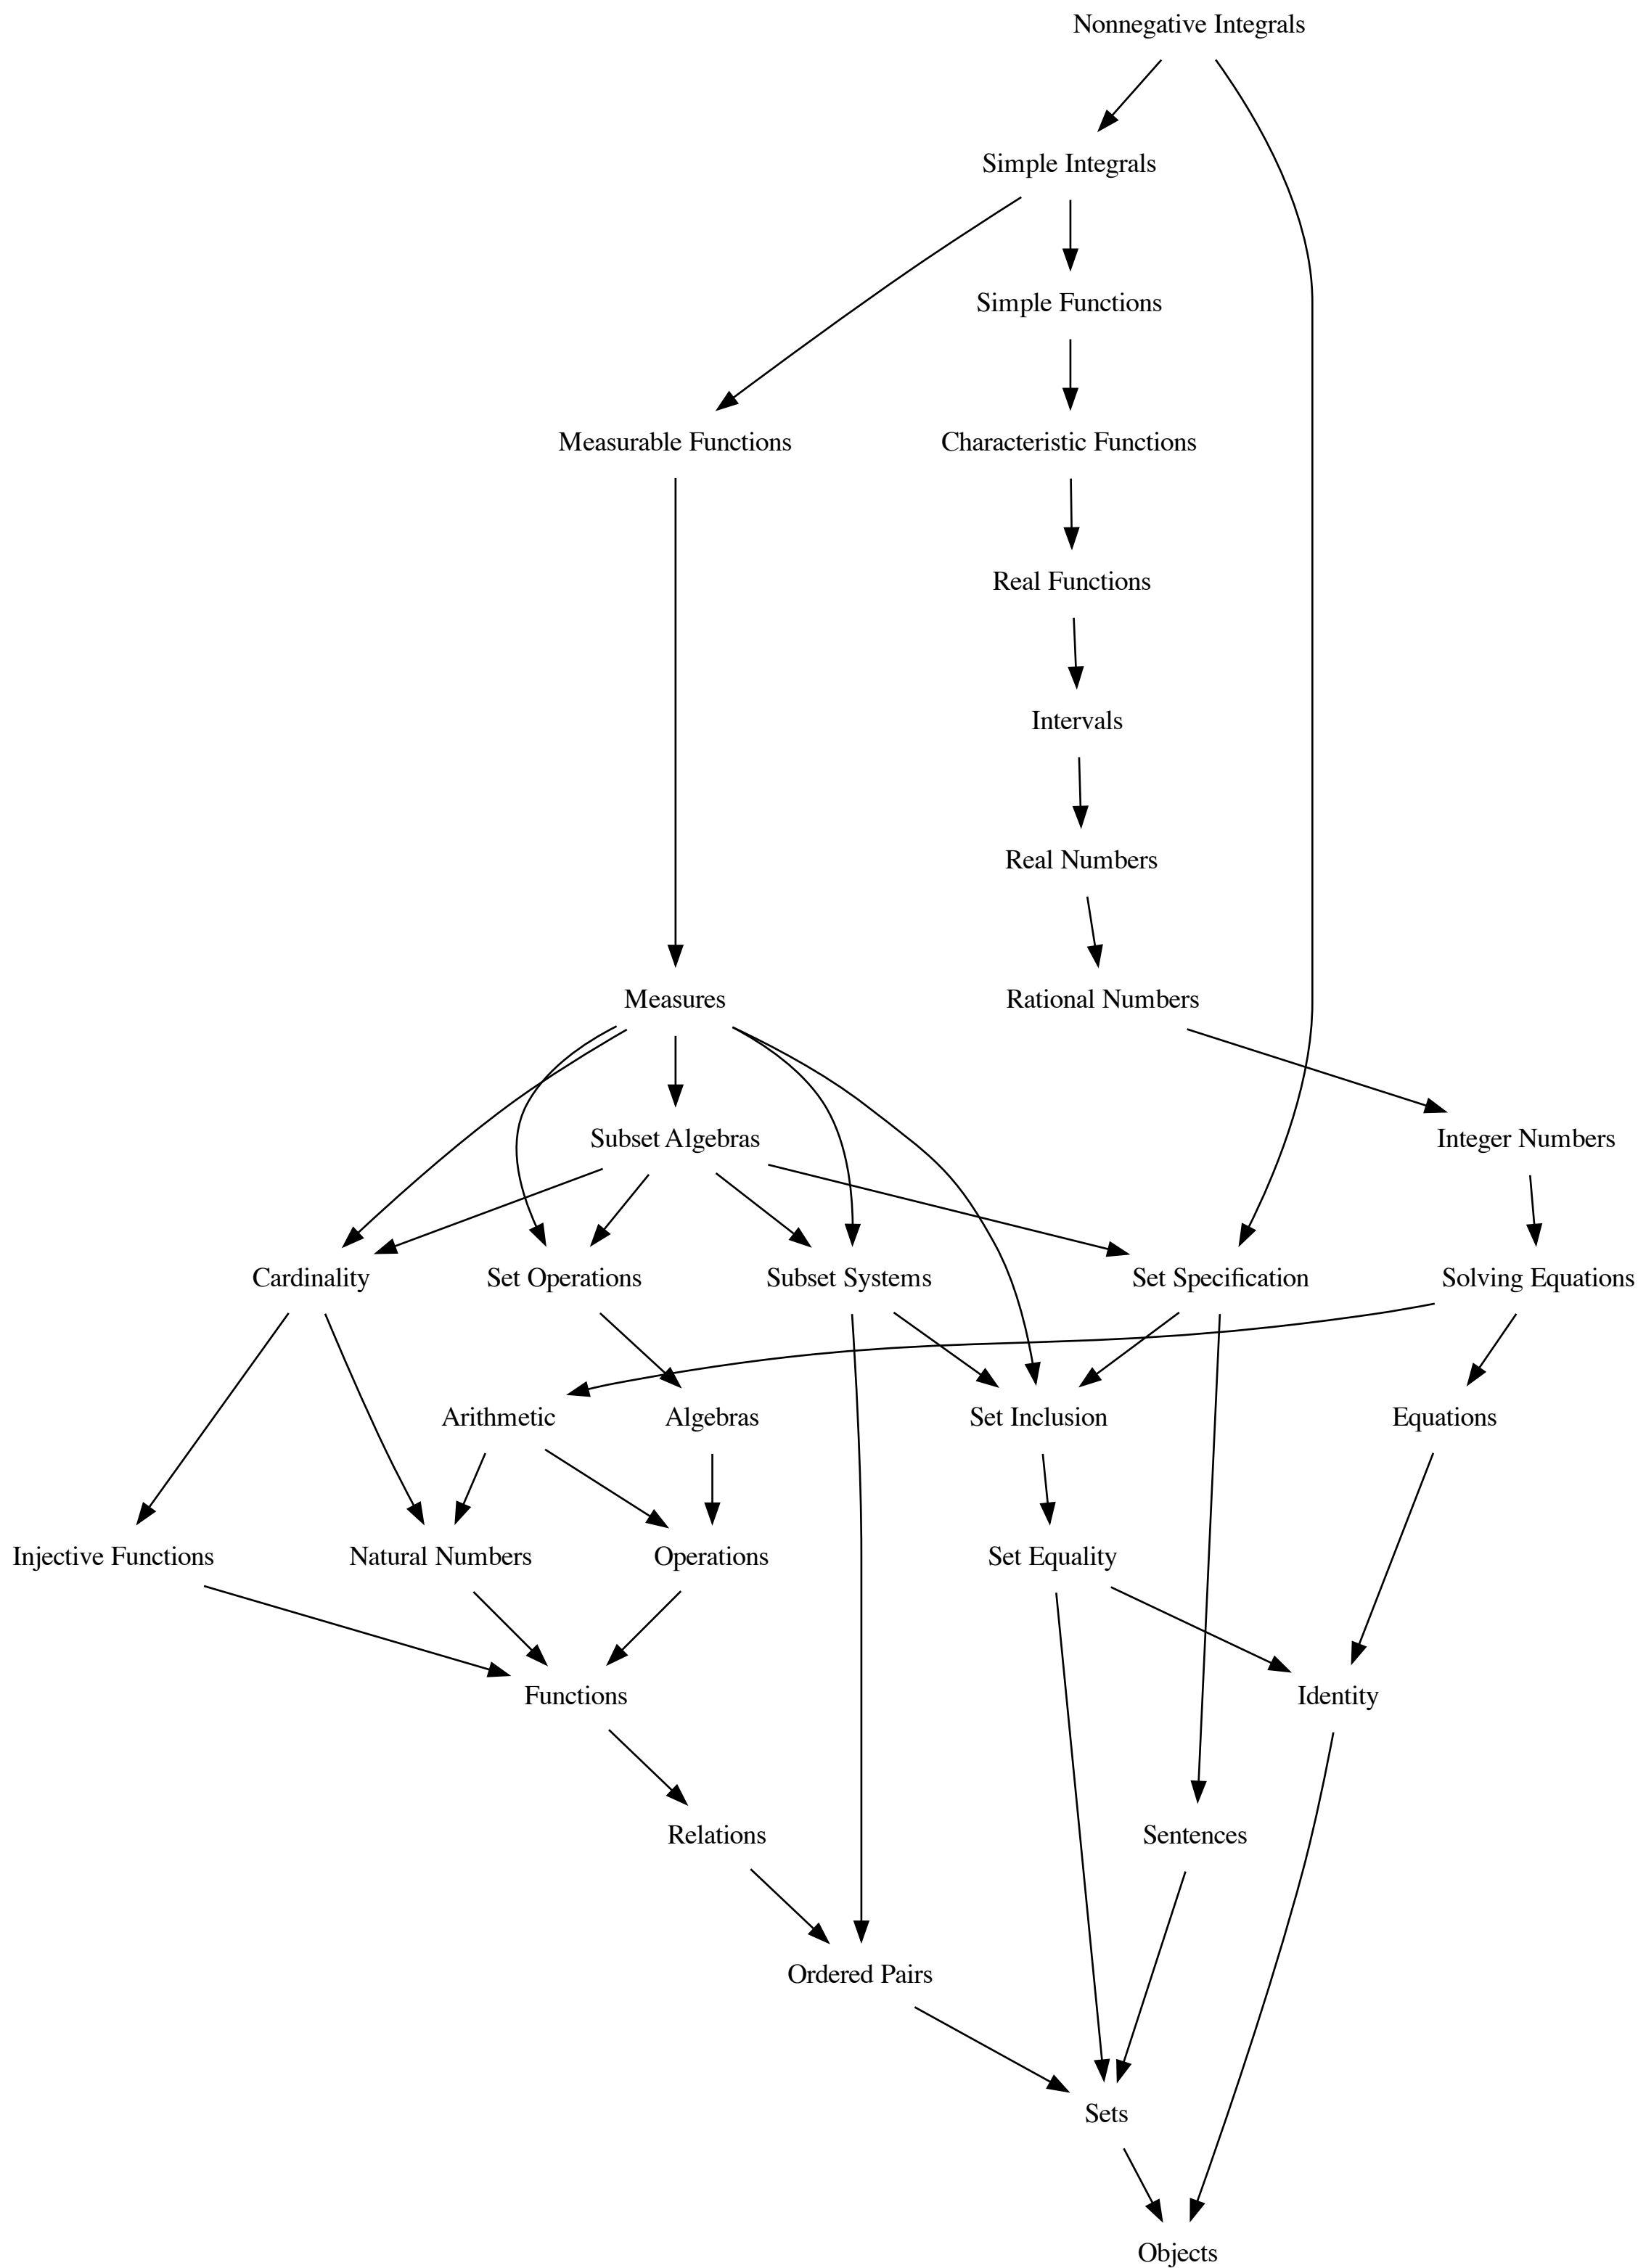 Nonnegative Integrals
Simple Integrals
Simple Functions
Measurable Functions
Characteristic Functions
Real Functions
Intervals
Real Numbers
Measures
Rational Numbers
Subset Algebras
Integer Numbers
Cardinality
Set Operations
Subset Systems
Set Specification
Solving Equations
Arithmetic
Algebras
Set Inclusion
Equations
Injective Functions
Natural Numbers
Operations
Set Equality
Functions
Identity
Relations
Sentences
Ordered Pairs
Sets
Objects